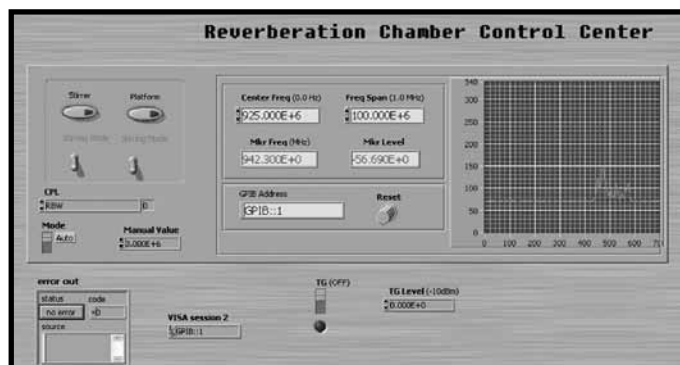 Reverberation Chamber Control Center
Stirrer Platform
Stirring Mode Stirring Mode
CPL
RBW 0
Mode
Auto
Manual Value
3.000E+6
Center Freq (0.0 Hz) Freq Span (1.0 MHz)
925.000E+6 100.000E+6
Mkr Freq (MHz) Mkr Level
942.300E+0 -56.690E+0
GPIB Address
GPIB::1
Reset
340
300
250
200
150
100
50
0
0 100 200 300 400 500 600
error out
status code
no error
source
VISA session 2
GPIB::1
TG (OFF)
TG Level (-10dBm)
0.000E+0